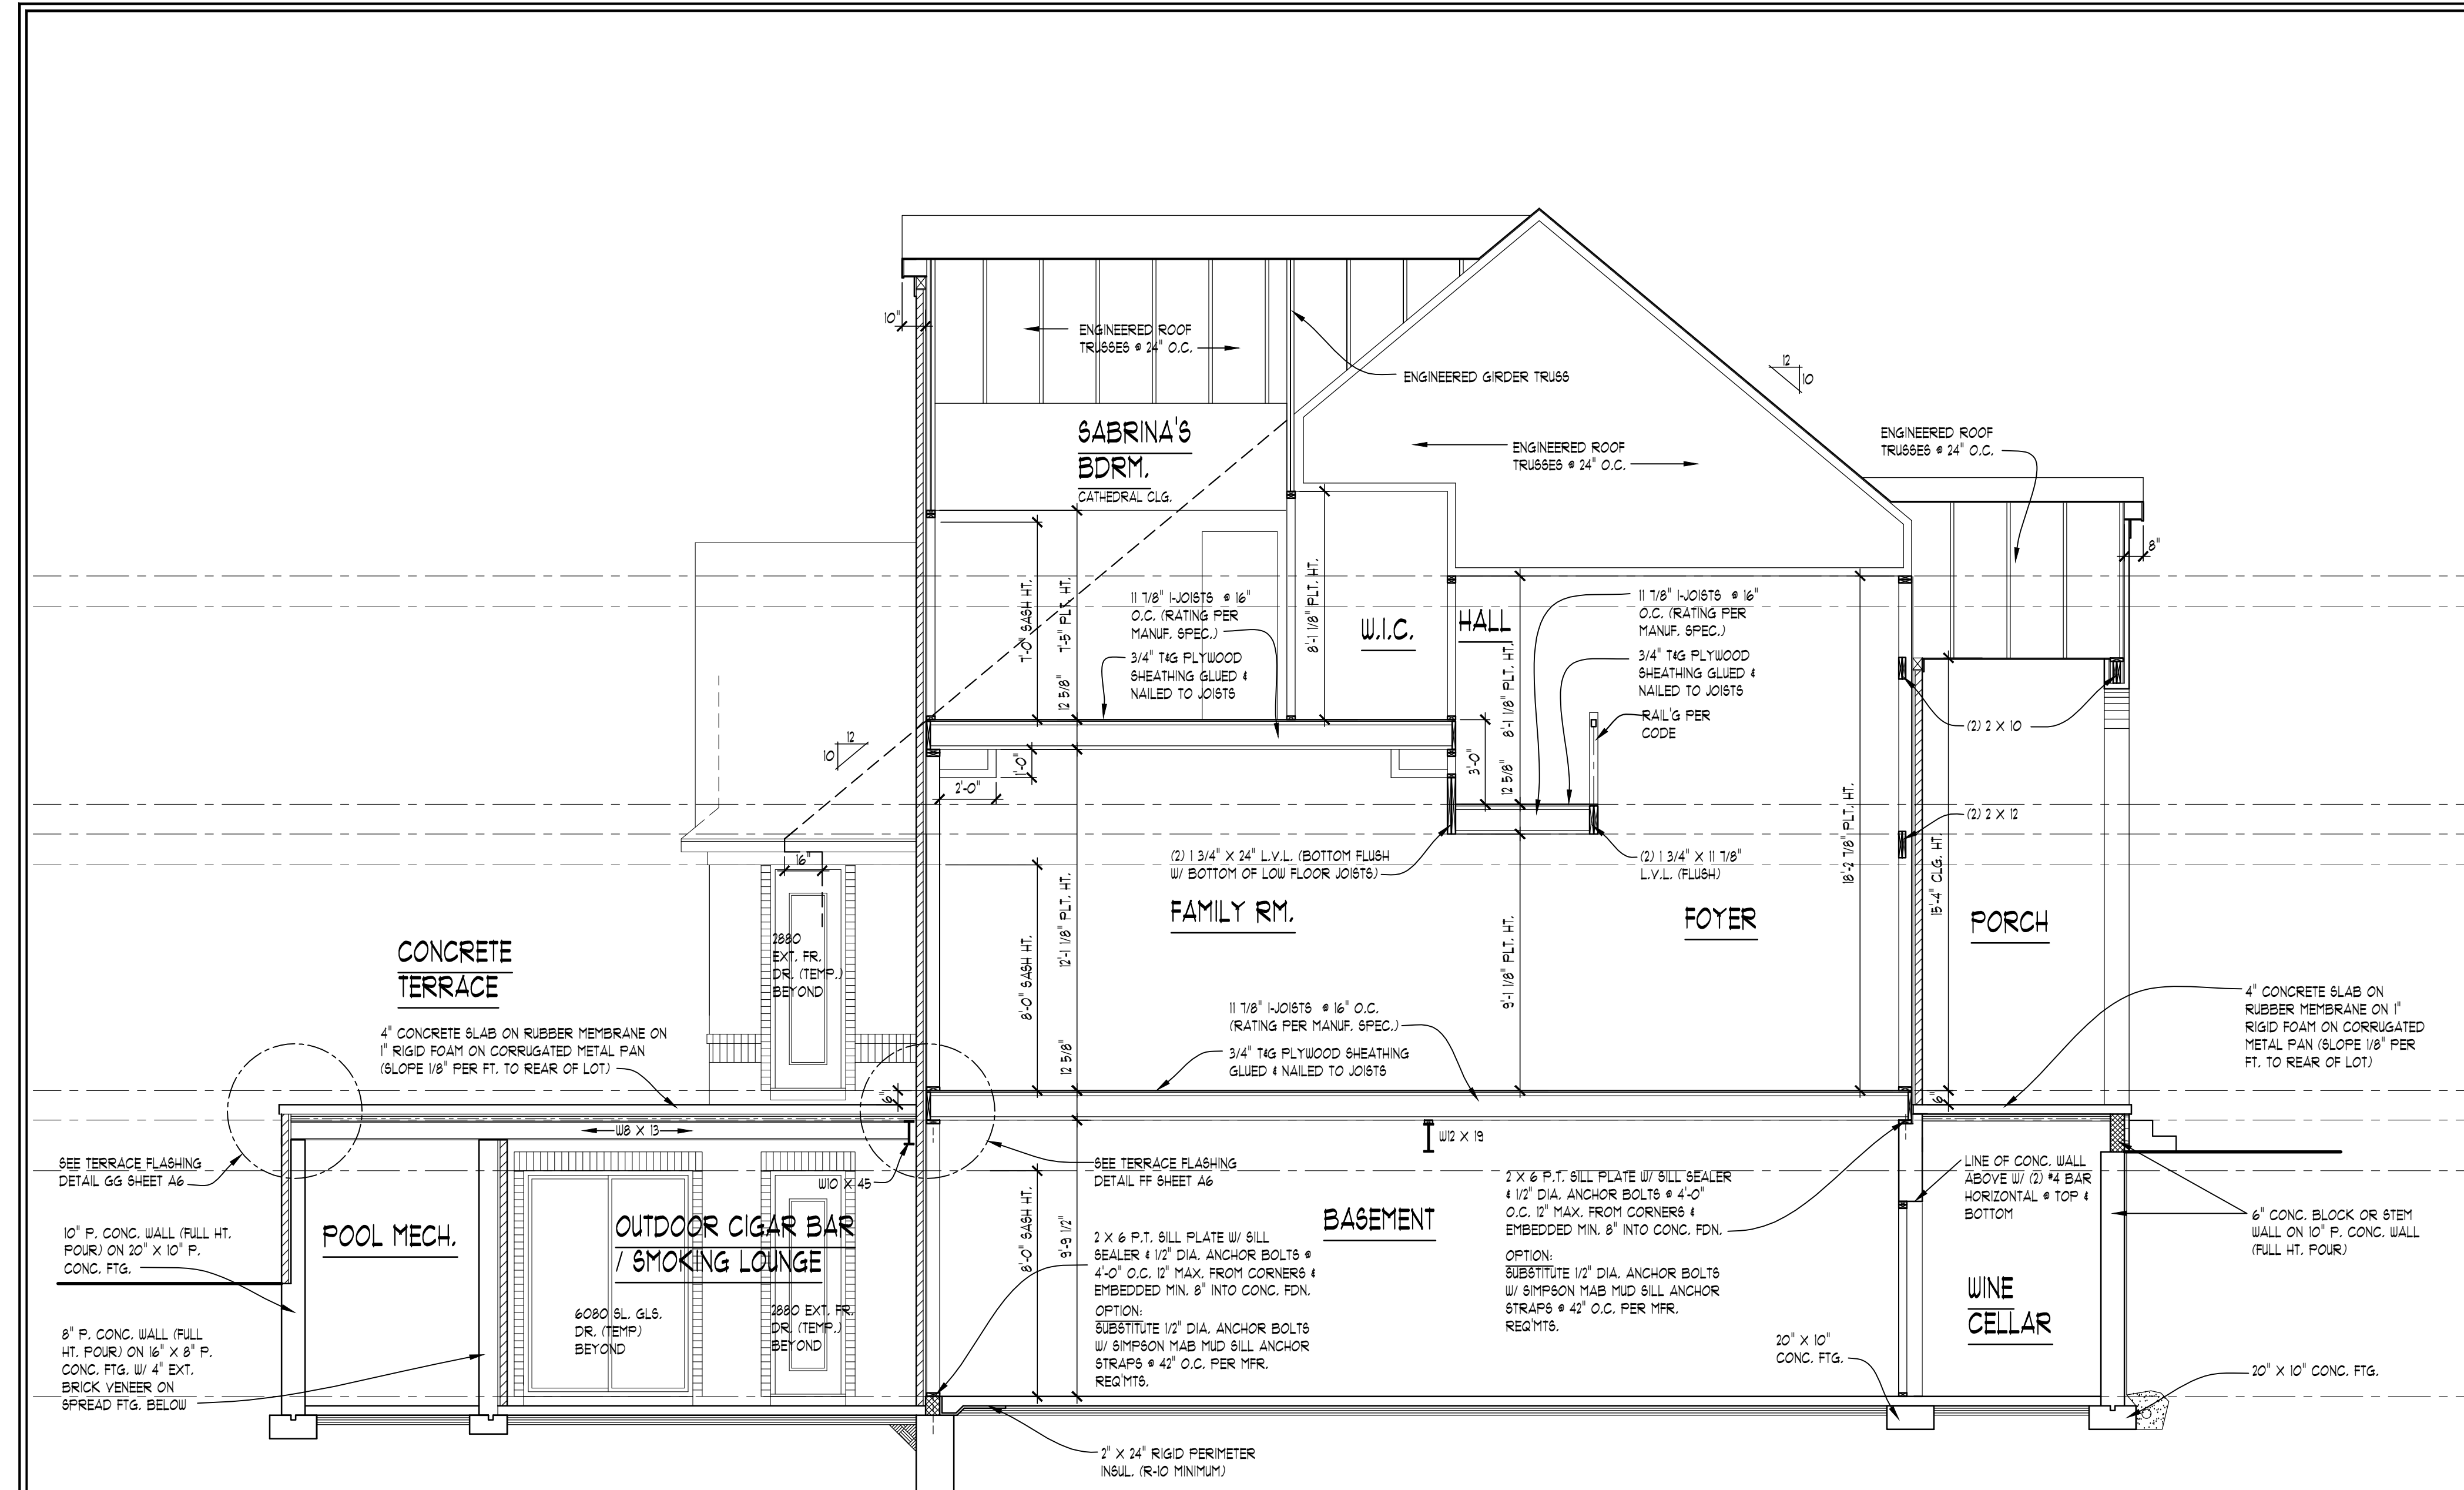 10"
ENGINEERED ROOF
TRUSSES @ 24" O.C.
ENGINEERED GIRDER TRUSS
12
10
SABRINA'S
BDRM.
CATHEDRAL CLG.
ENGINEERED ROOF
TRUSSES @ 24" O.C.
ENGINEERED ROOF
TRUSSES @ 24" O.C.
8"
7'-0" SASH HT.
7'-5" PLT. HT.
12 5/8"
11 7/8" I-JOISTS @ 16"
O.C. (RATING PER
MANUF. SPEC.)
3/4" T&G PLYWOOD
SHEATHING GLUED &
NAILED TO JOISTS
8'-1 1/8" PLT. HT.
W.I.C.
HALL
8'-1 1/8" PLT. HT.
12 5/8"
3'-0"
11 7/8" I-JOISTS @ 16"
O.C. (RATING PER
MANUF. SPEC.)
3/4" T&G PLYWOOD
SHEATHING GLUED &
NAILED TO JOISTS
RAIL'G PER
CODE
(2) 2 X 10
(2) 2 X 12
12
10
2'-0"
1'-0"
16"
(2) 1 3/4" X 24" L.V.L. (BOTTOM FLUSH
W/ BOTTOM OF LOW FLOOR JOISTS)
(2) 1 3/4" X 11 7/8"
L.V.L. (FLUSH)
18'-2 7/8" PLT. HT.
15'-4" CLG. HT.
FAMILY RM.
FOYER
PORCH
CONCRETE
TERRACE
2880
EXT. FR.
DR. (TEMP.)
BEYOND
8'-0" SASH HT.
12'-1 1/8" PLT. HT.
12 5/8"
9'-1 1/8" PLT. HT.
4" CONCRETE SLAB ON RUBBER MEMBRANE ON
1" RIGID FOAM ON CORRUGATED METAL PAN
(SLOPE 1/8" PER FT. TO REAR OF LOT)
11 7/8" I-JOISTS @ 16" O.C.
(RATING PER MANUF. SPEC.)
3/4" T&G PLYWOOD SHEATHING
GLUED & NAILED TO JOISTS
4" CONCRETE SLAB ON
RUBBER MEMBRANE ON 1"
RIGID FOAM ON CORRUGATED
METAL PAN (SLOPE 1/8" PER
FT. TO REAR OF LOT)
6"
6"
W8 X 13
W12 X 19
W10 X 45
SEE TERRACE FLASHING
DETAIL GG SHEET A6
SEE TERRACE FLASHING
DETAIL FF SHEET A6
2 X 6 P.T. SILL PLATE W/ SILL SEALER
& 1/2" DIA. ANCHOR BOLTS @ 4'-0"
O.C. 12" MAX. FROM CORNERS &
EMBEDDED MIN. 8" INTO CONC. FDN.
OPTION:
SUBSTITUTE 1/2" DIA. ANCHOR BOLTS
W/ SIMPSON MAB MUD SILL ANCHOR
STRAPS @ 42" O.C. PER MFR.
REQ'MTS.
LINE OF CONC. WALL
ABOVE W/ (2) #4 BAR
HORIZONTAL @ TOP &
BOTTOM
10" P. CONC. WALL (FULL HT.
POUR) ON 20" X 10" P.
CONC. FTG.
POOL MECH.
OUTDOOR CIGAR BAR
/ SMOKING LOUNGE
8'-0" SASH HT.
9'-9 1/2"
BASEMENT
2 X 6 P.T. SILL PLATE W/ SILL
SEALER & 1/2" DIA. ANCHOR BOLTS @
4'-0" O.C. 12" MAX. FROM CORNERS &
EMBEDDED MIN. 8" INTO CONC. FDN.
OPTION:
SUBSTITUTE 1/2" DIA. ANCHOR BOLTS
W/ SIMPSON MAB MUD SILL ANCHOR
STRAPS @ 42" O.C. PER MFR.
REQ'MTS.
6" CONC. BLOCK OR STEM
WALL ON 10" P. CONC. WALL
(FULL HT. POUR)
WINE
CELLAR
6080 SL. GLS.
DR. (TEMP)
BEYOND
2880 EXT. FR.
DR. (TEMP.)
BEYOND
8" P. CONC. WALL (FULL
HT. POUR) ON 16" X 8" P.
CONC. FTG. W/ 4" EXT.
BRICK VENEER ON
SPREAD FTG. BELOW
20" X 10"
CONC. FTG.
20" X 10" CONC. FTG.
2" X 24" RIGID PERIMETER
INSUL. (R-10 MINIMUM)